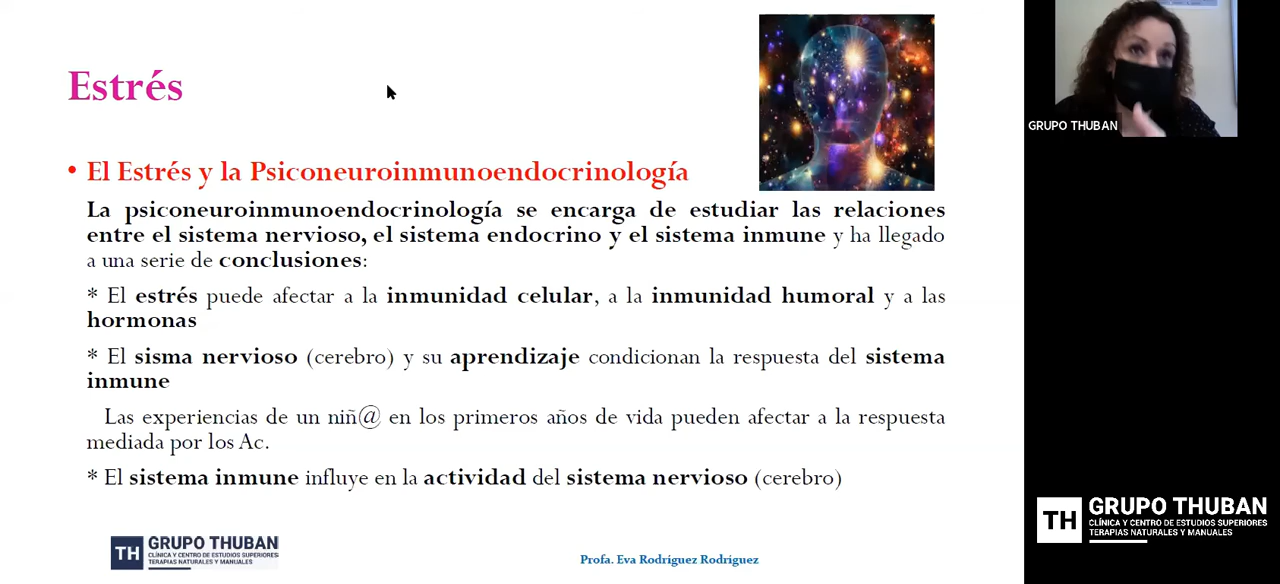 Estrés
• El Estrés y la Psiconeuroinmunoendocrinología
La psiconeuroinmunoendocrinología se encarga de estudiar las relaciones
entre el sistema nervioso, el sistema endocrino y el sistema inmune y ha llegado
a una serie de conclusiones:
* El estrés puede afectar a la inmunidad celular, a la inmunidad humoral y a las
hormonas
* El sisma nervioso (cerebro) y su aprendizaje condicionan la respuesta del sistema
inmune
Las experiencias de un niñ@ en los primeros años de vida pueden afectar a la respuesta
mediada por los Ac.
* El sistema inmune influye en la actividad del sistema nervioso (cerebro)
TH GRUPO THUBAN
CLÍNICA Y CENTRO DE ESTUDIOS SUPERIORES
TERAPIAS NATURALES Y MANUALES
Profa. Eva Rodríguez Rodríguez
GRUPO THUBAN
TH GRUPO THUBAN
CLÍNICA Y CENTRO DE ESTUDIOS SUPERIORES
TERAPIAS NATURALES Y MANUALES